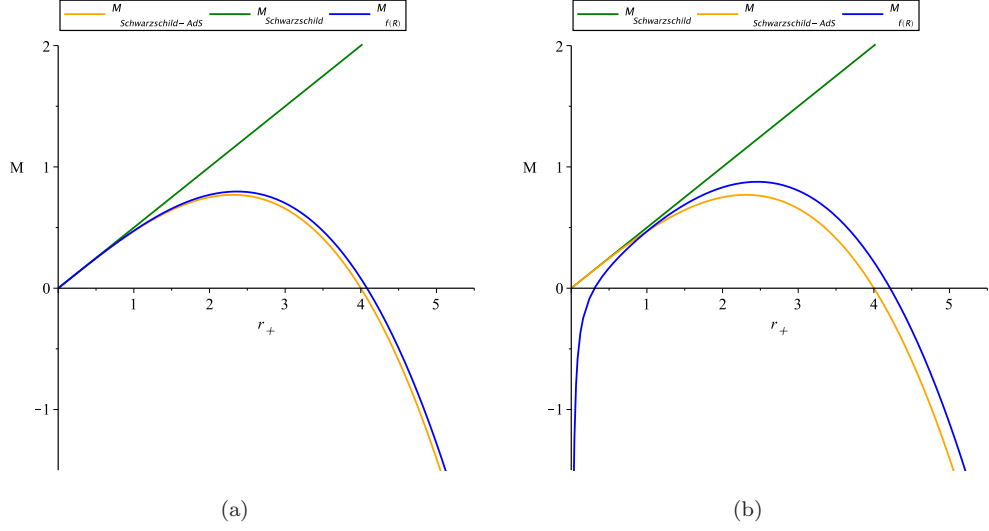 M Schwarzschild-AdS M Schwarzschild M f(R)
2
1
M
0
1 2 3 4 5
r+
-1
(a)
M Schwarzschild M Schwarzschild-AdS M f(R)
2
1
M
0
1 2 3 4 5
r+
-1
(b)